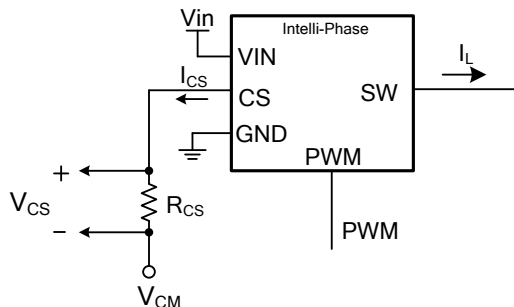 Vin
Intelli-Phase
VIN
I_CS
I_L
CS
SW
GND
PWM
+
V_CS
R_CS
−
PWM
V_CM